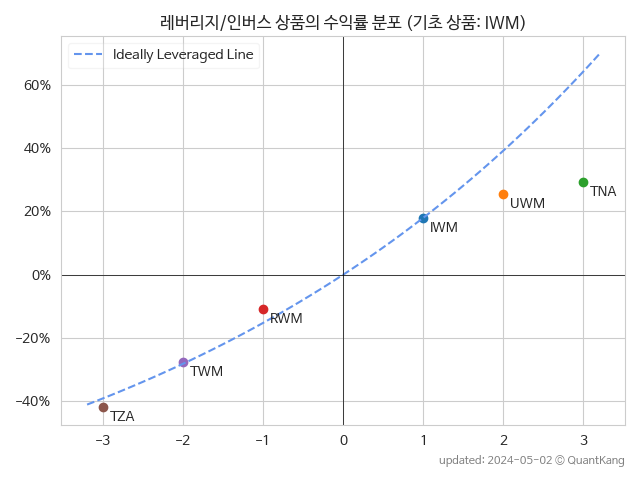 레버리지/인버스 상품의 수익률 분포 (기초 상품: IWM)
Ideally Leveraged Line
60%
40%
20%
0%
−20%
−40%
TNA
UWM
IWM
RWM
TWM
TZA
−3 −2 −1 0 1 2 3
updated: 2024-05-02 © QuantKang